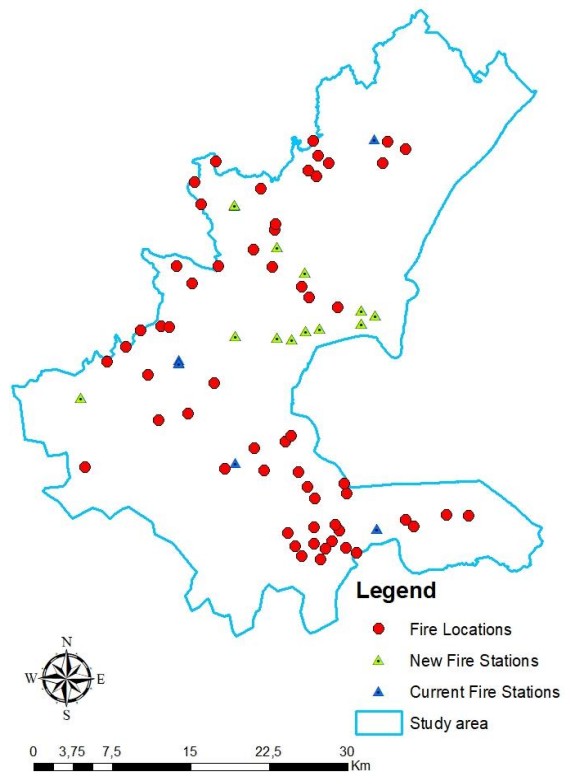 Legend
Fire Locations
New Fire Stations
Current Fire Stations
Study area
N
W E
S
0 3,75 7,5 15 22,5 30
Km